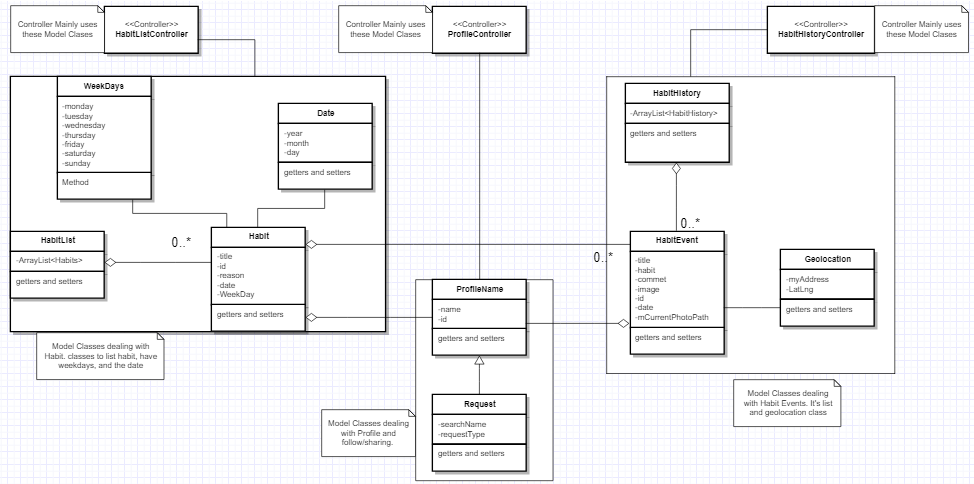 Controller Mainly uses
these Model Clases
<<Controller>>
HabitListController
Controller Mainly uses
these Model Clases
<<Controller>>
ProfileController
<<Controller>>
HabitHistoryController
Controller Mainly uses
these Model Clases
WeekDays
-monday
-tuesday
-wednesday
-thursday
-friday
-saturday
-sunday
Method
Date
-year
-month
-day
getters and setters
HabitHistory
-ArrayList<HabitHistory>
getters and setters
HabitList
-ArrayList<Habits>
getters and setters
0..*
Habit
-title
-id
-reason
-date
-WeekDay
getters and setters
0..*
0..*
HabitEvent
-title
-habit
-commet
-image
-id
-date
-mCurrentPhotoPath
getters and setters
Geolocation
-myAddress
-LatLng
getters and setters
ProfileName
-name
-id
getters and setters
Request
-searchName
-requestType
getters and setters
Model Classes dealing with
Habit. classes to list habit, have
weekdays, and the date
Model Classes dealing
with Profile and
follow/sharing.
Model Classes dealing
with Habit Events. It's list
and geolocation class